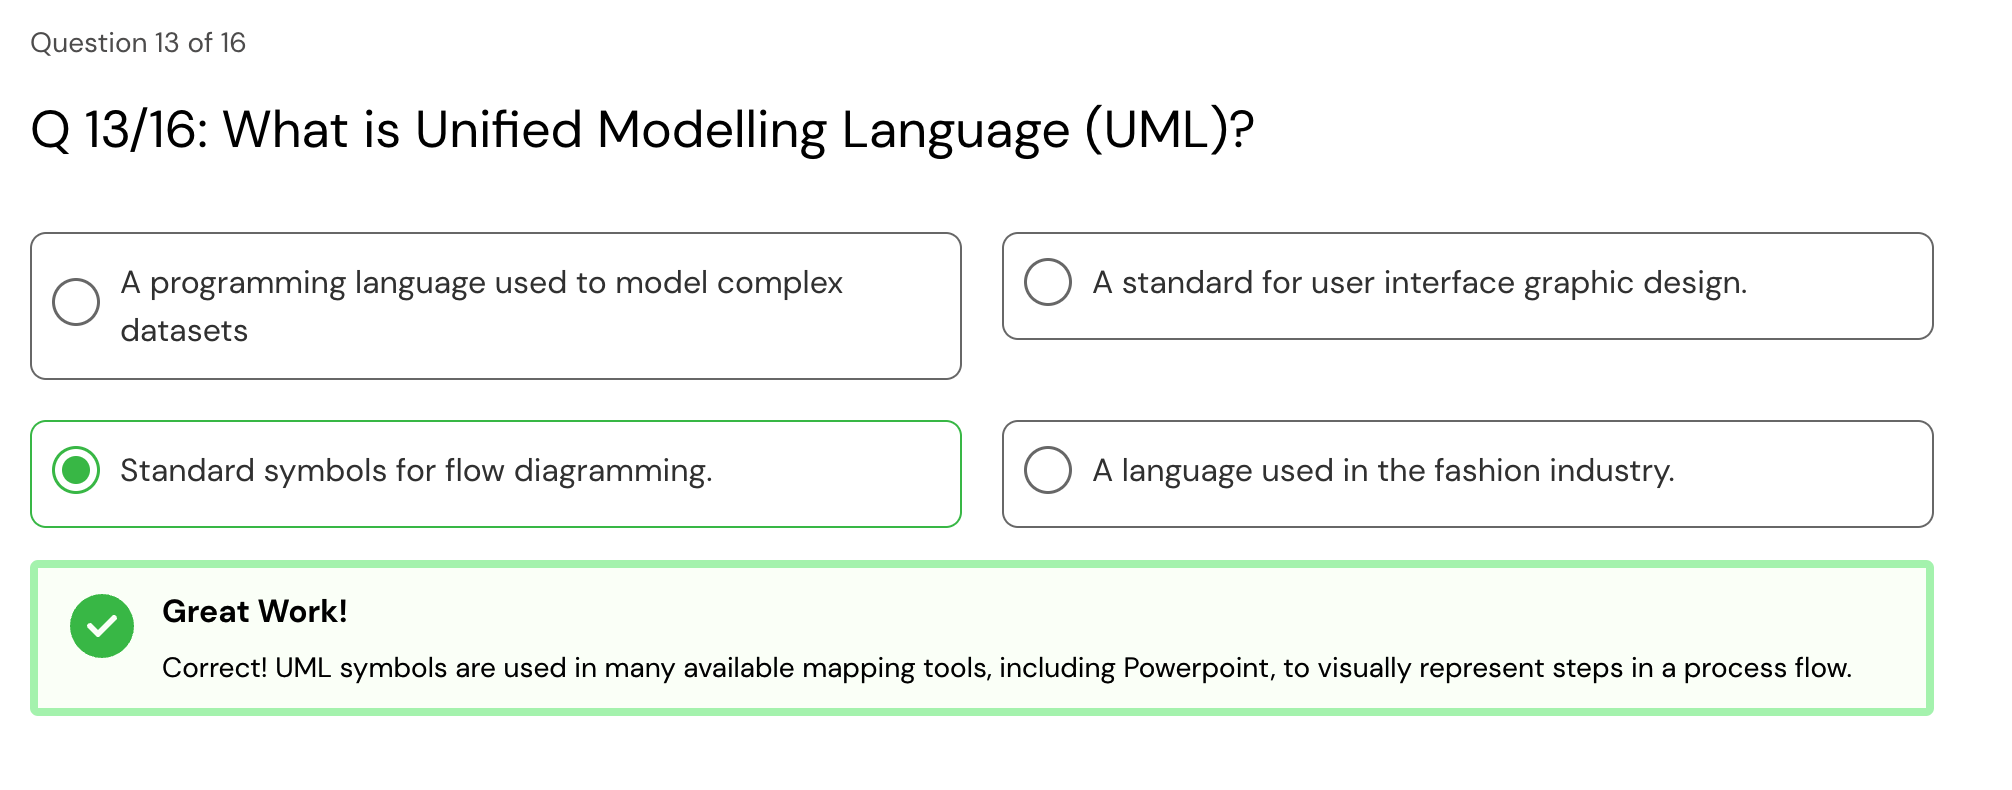 Question 13 of 16
Q 13/16: What is Unified Modelling Language (UML)?
A programming language used to model complex
datasets
A standard for user interface graphic design.
Standard symbols for flow diagramming.
A language used in the fashion industry.
Great Work!
Correct! UML symbols are used in many available mapping tools, including Powerpoint, to visually represent steps in a process flow.